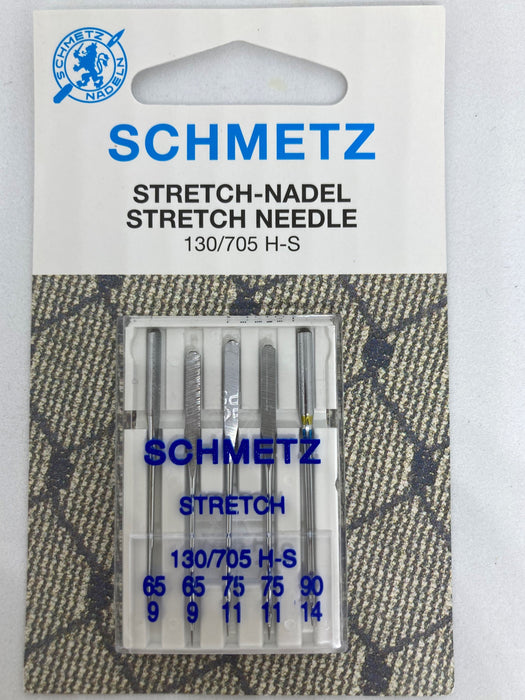 SCHMETZ
NADELN
SCHMETZ
STRETCH-NADEL
STRETCH NEEDLE
130/705 H-S
SCHMETZ
STRETCH
130/705 H-S
65 65 75 75 90
9 9 11 11 14